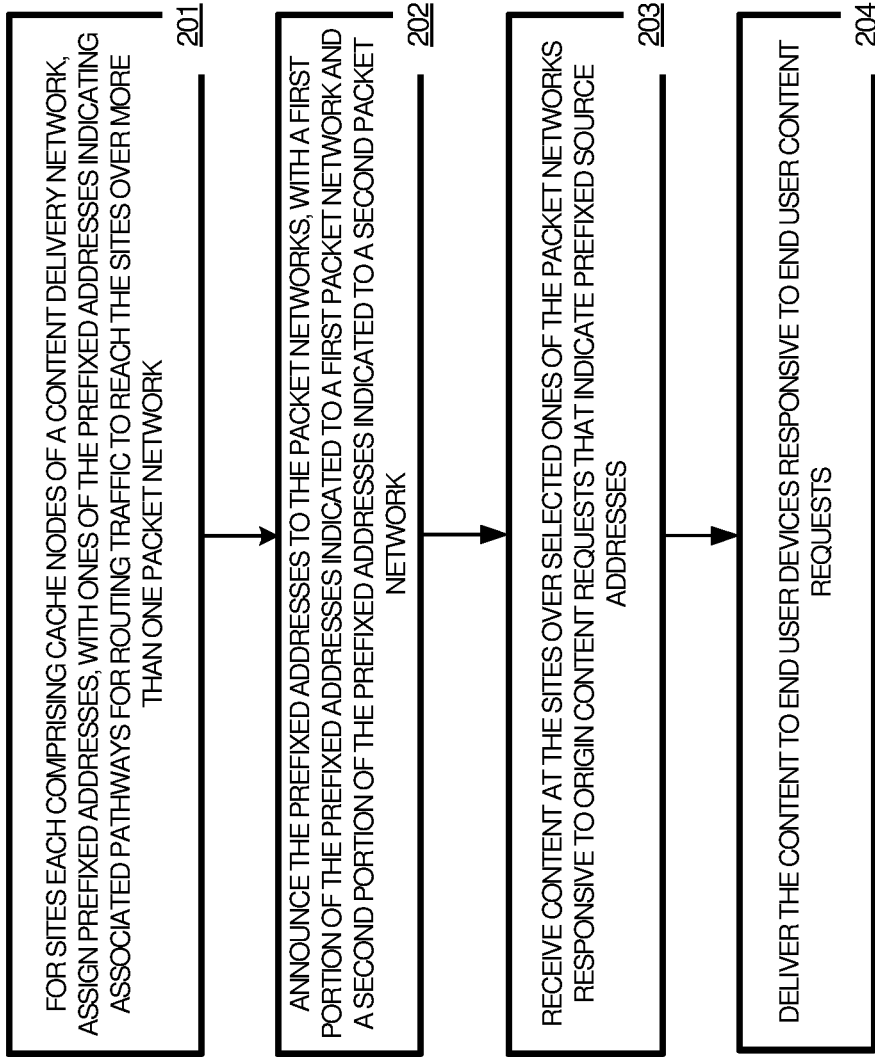 FOR SITES EACH COMPRISING CACHE NODES OF A CONTENT DELIVERY NETWORK,
ASSIGN PREFIXED ADDRESSES, WITH ONES OF THE PREFIXED ADDRESSES INDICATING
ASSOCIATED PATHWAYS FOR ROUTING TRAFFIC TO REACH THE SITES OVER MORE
THAN ONE PACKET NETWORK
201
ANNOUNCE THE PREFIXED ADDRESSES TO THE PACKET NETWORKS, WITH A FIRST
PORTION OF THE PREFIXED ADDRESSES INDICATED TO A FIRST PACKET NETWORK AND
A SECOND PORTION OF THE PREFIXED ADDRESSES INDICATED TO A SECOND PACKET
NETWORK
202
RECEIVE CONTENT AT THE SITES OVER SELECTED ONES OF THE PACKET NETWORKS
RESPONSIVE TO ORIGIN CONTENT REQUESTS THAT INDICATE PREFIXED SOURCE
ADDRESSES
203
DELIVER THE CONTENT TO END USER DEVICES RESPONSIVE TO END USER CONTENT
REQUESTS
204